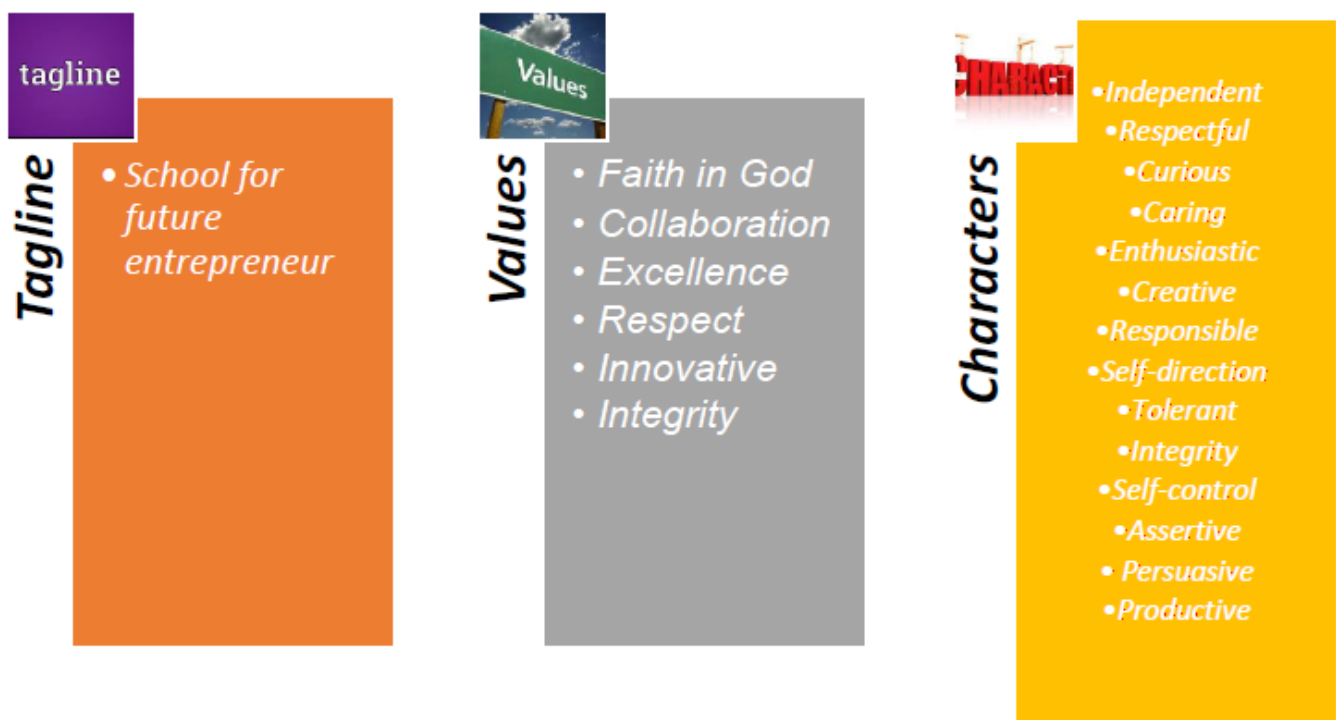 tagline
Tagline
• School for
future
entrepreneur
Values
Values
• Faith in God
• Collaboration
• Excellence
• Respect
• Innovative
• Integrity
Characters
•Independent
•Respectful
•Curious
•Caring
•Enthusiastic
•Creative
•Responsible
•Self-direction
•Tolerant
•Integrity
•Self-control
•Assertive
• Persuasive
•Productive